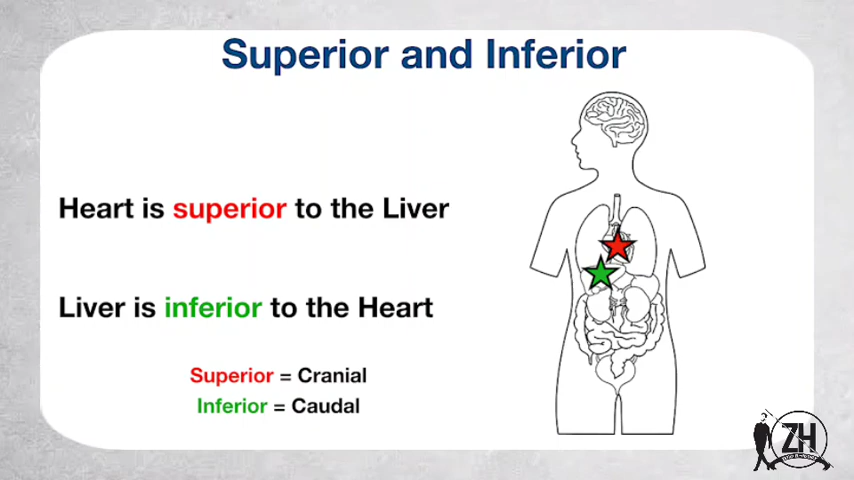 Superior and Inferior
Heart is superior to the Liver
Liver is inferior to the Heart
Superior = Cranial
Inferior = Caudal
ZH